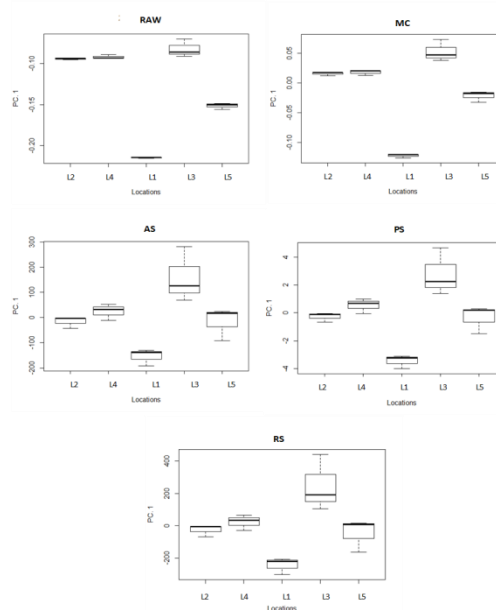 RAW
PC. 1
-0.10
-0.15
-0.20
L2 L4 L1 L3 L5
Locations
MC
PC. 1
0.05
0.00
-0.05
-0.10
L2 L4 L1 L3 L5
Locations
AS
PC. 1
300
200
100
0
-100
-200
L2 L4 L1 L3 L5
Locations
PS
PC. 1
4
2
0
-2
-4
L2 L4 L1 L3 L5
Locations
RS
PC. 1
400
200
0
-200
L2 L4 L1 L3 L5
Locations